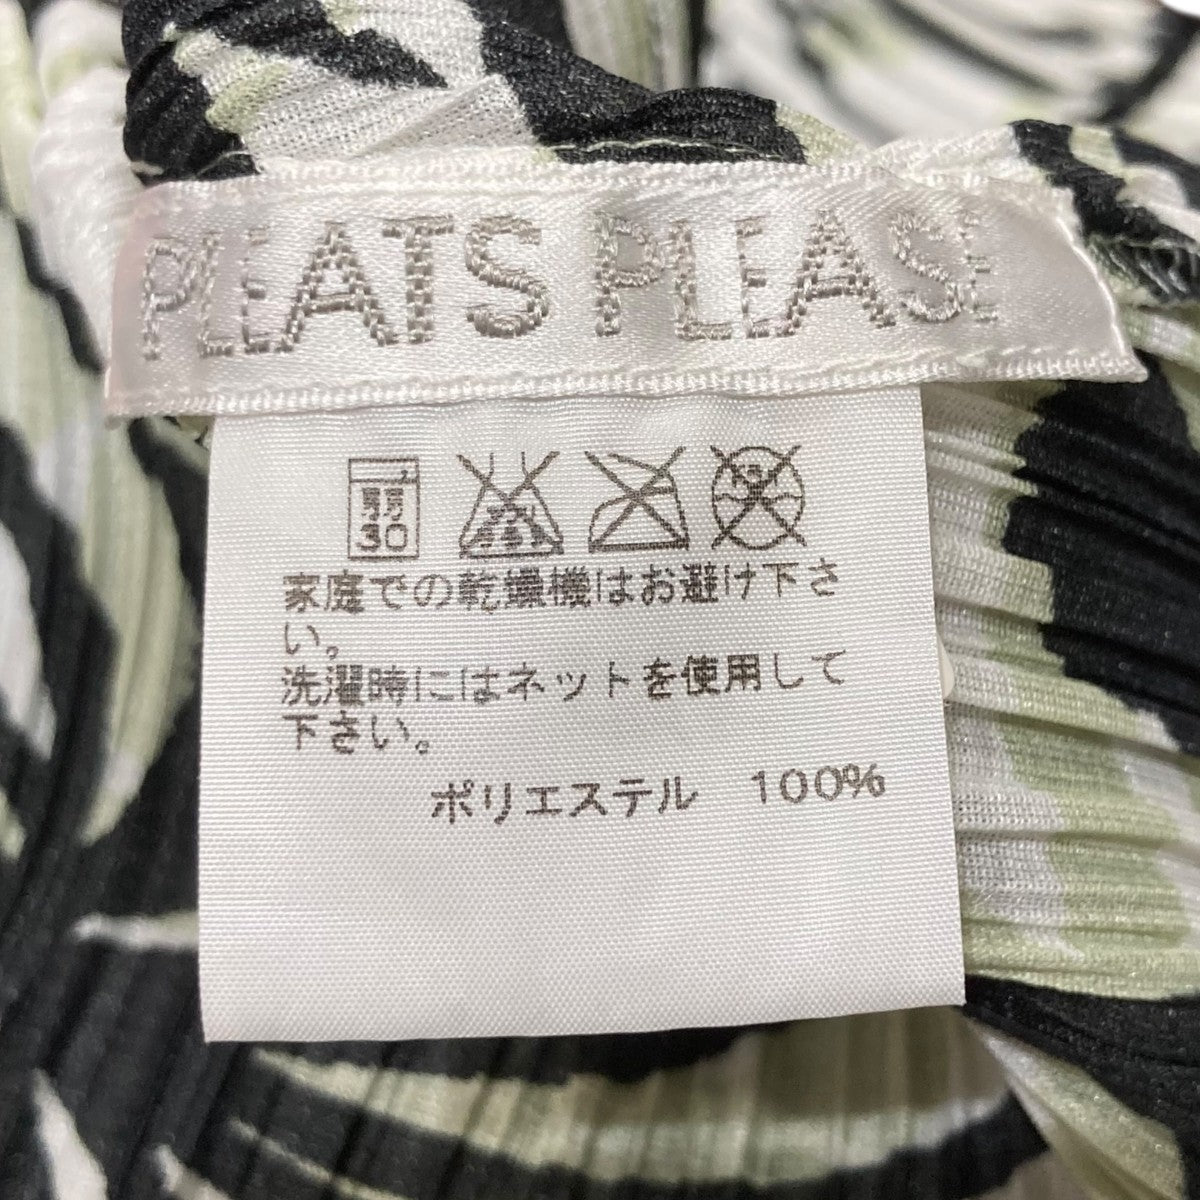 PLEATS PLEASE
弱
30
家庭での乾燥機はお避け下さ
い。
洗濯時にはネットを使用して
下さい。
ポリエステル 100%